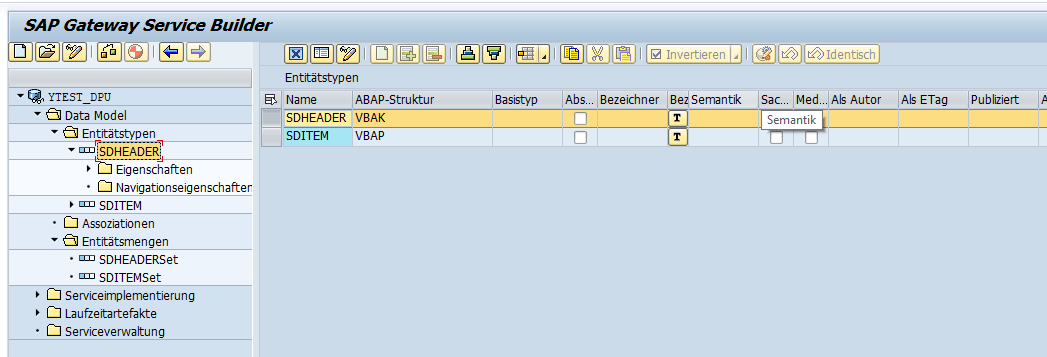 SAP Gateway Service Builder
Invertieren
Identisch
Entitätstypen
Name ABAP-Struktur Basistyp Abs... Bezeichner Bez Semantik Sac... Med... Als Autor Als ETag Publiziert A
SDHEADER VBAK T
SDITEM VBAP T
Semantik
YTEST_DPU
Data Model
Entitätstypen
SDHEADER
Eigenschaften
Navigationseigenschaften
SDITEM
Assoziationen
Entitätsmengen
SDHEADERSet
SDITEMSet
Serviceimplementierung
Laufzeitartefakte
Serviceverwaltung